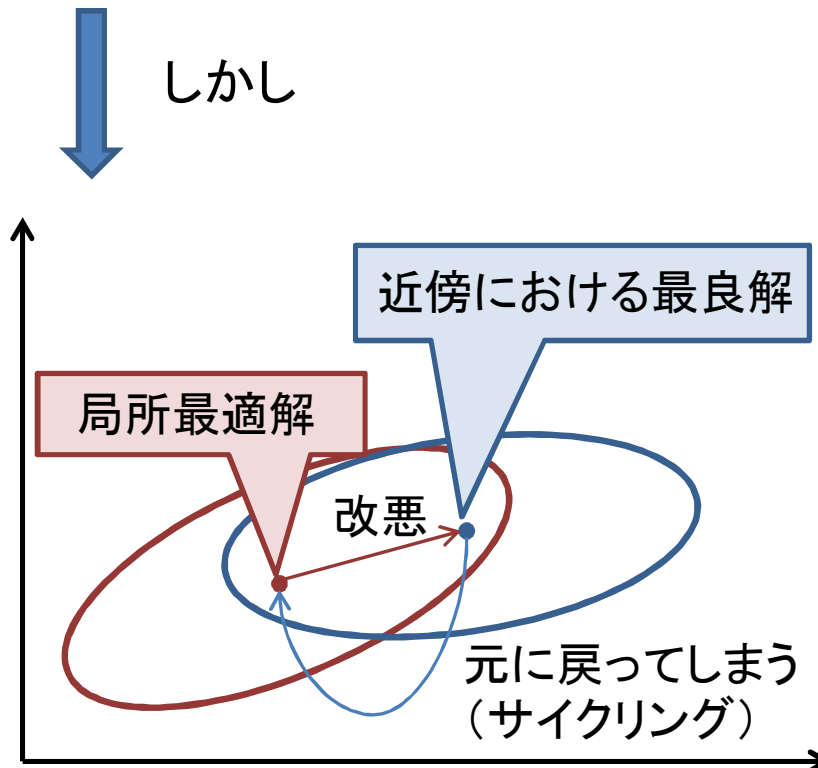 しかし
近傍における最良解
局所最適解
改悪
元に戻ってしまう
（サイクリング）